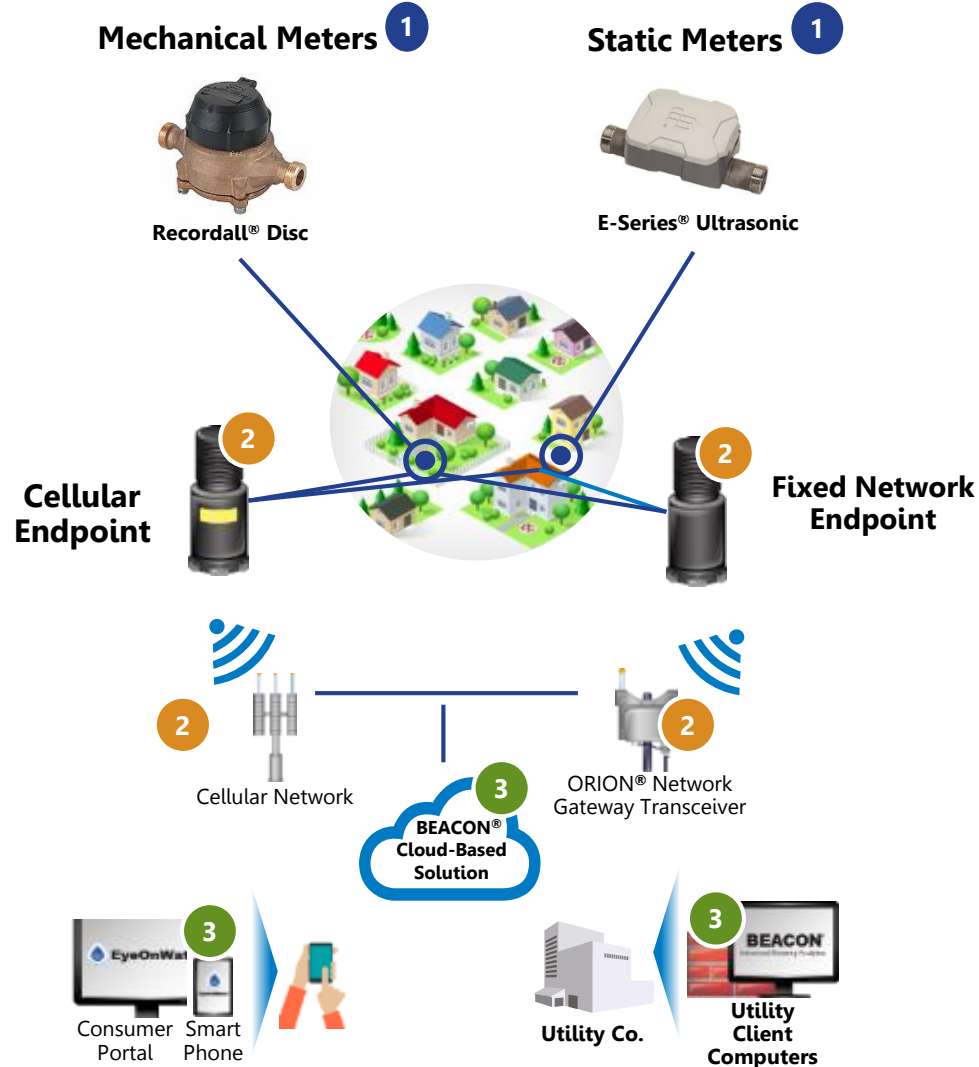 Mechanical Meters 1
Static Meters 1
Recordall® Disc
E-Series® Ultrasonic
2
Cellular
Endpoint
2
Fixed Network
Endpoint
2
Cellular Network
2
ORION® Network
Gateway Transceiver
3
BEACON®
Cloud-Based
Solution
3
EyeOnWat
Consumer
Portal
Smart
Phone
Utility Co.
3
BEACON
Utility
Client
Computers